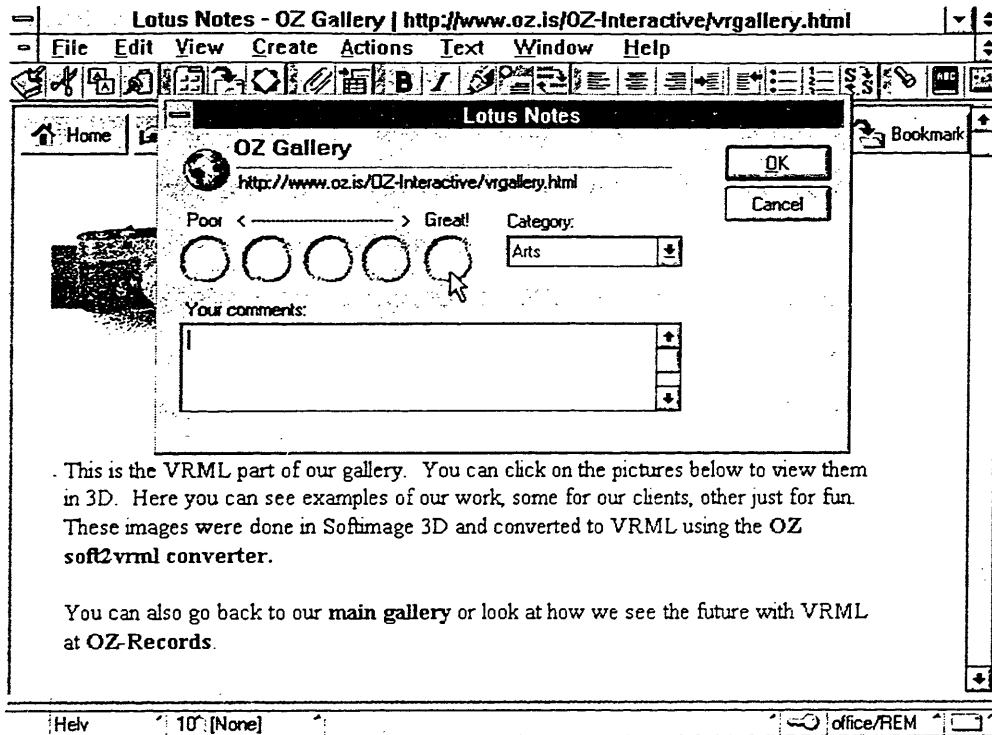 Lotus Notes - OZ Gallery | http://www.oz.is/OZ-Interactive/vrgallery.html
File Edit View Create Actions Text Window Help
Lotus Notes
Home
Bookmark
OZ Gallery
http://www.oz.is/OZ-Interactive/vrgallery.html
OK
Cancel
Poor <----------------> Great!
Category:
Arts
Your comments:
This is the VRML part of our gallery. You can click on the pictures below to view them
in 3D. Here you can see examples of our work, some for our clients, other just for fun.
These images were done in Softimage 3D and converted to VRML using the OZ
soft2vrml converter.
You can also go back to our main gallery or look at how we see the future with VRML
at OZ-Records.
Helv 10 [None] office/REM